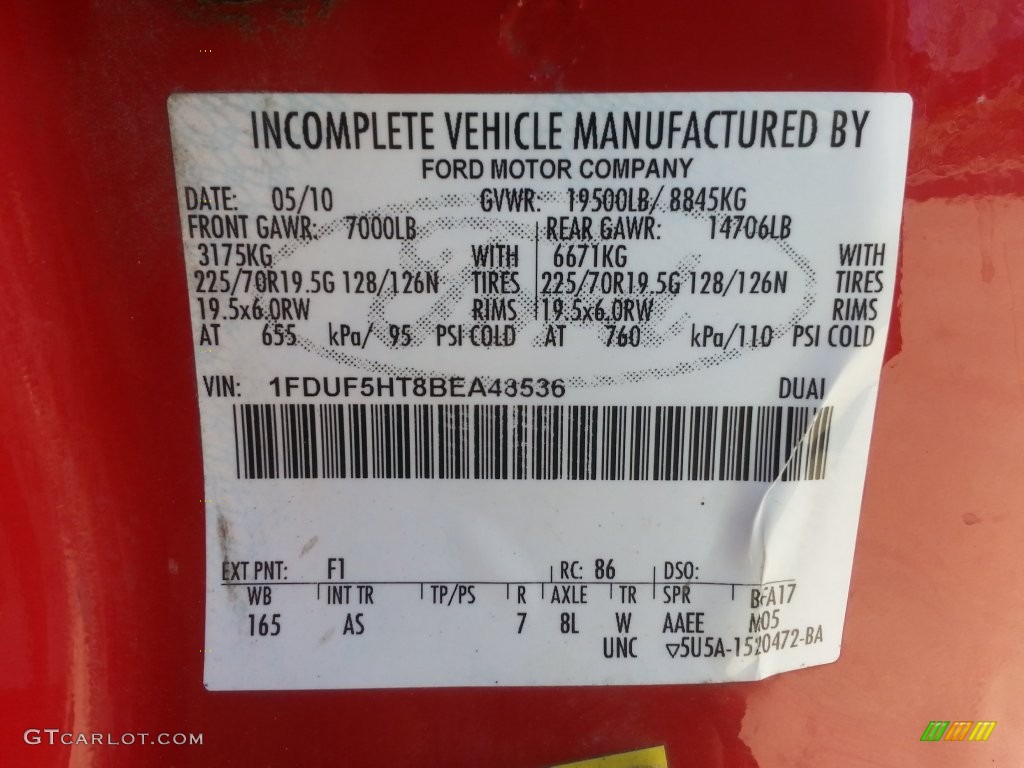 INCOMPLETE VEHICLE MANUFACTURED BY
FORD MOTOR COMPANY
DATE: 05/10 GVWR: 19500LB/ 8845KG
FRONT GAWR: 7000LB REAR GAWR: 14706LB
3175KG WITH 6671KG WITH
225/70R19.5G 128/126N TIRES 225/70R19.5G 128/126N TIRES
19.5x6.0RW RIMS 19.5x6.0RW RIMS
AT 655 kPa/ 95 PSI COLD AT 760 kPa/110 PSI COLD
VIN: 1FDUF5HT8BEA48536 DUAL
EXT PNT: F1 RC: 86 DSO:
WB INT TR TP/PS R AXLE TR SPR BFA17
165 AS 7 8L W AAEE M05
UNC ▽5U5A-1520472-BA
GTCARLOT.COM